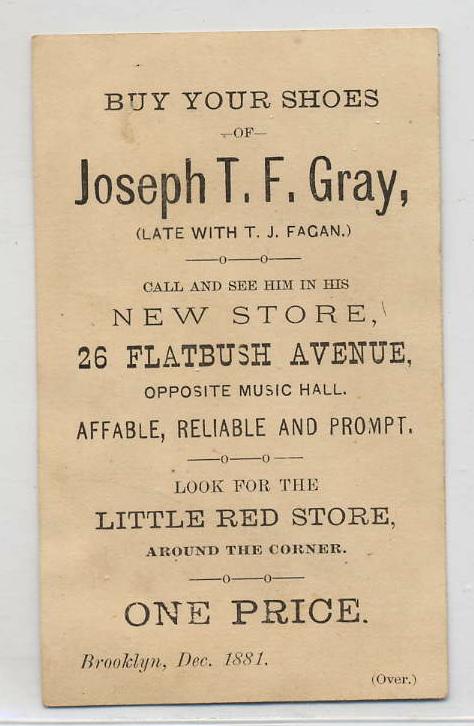 BUY YOUR SHOES
—OF—
Joseph T. F. Gray,
(LATE WITH T. J. FAGAN.)
CALL AND SEE HIM IN HIS
NEW STORE,
26 FLATBUSH AVENUE,
OPPOSITE MUSIC HALL.
AFFABLE, RELIABLE AND PROMPT.
LOOK FOR THE
LITTLE RED STORE,
AROUND THE CORNER.
ONE PRICE.
Brooklyn, Dec. 1881.
(Over.)